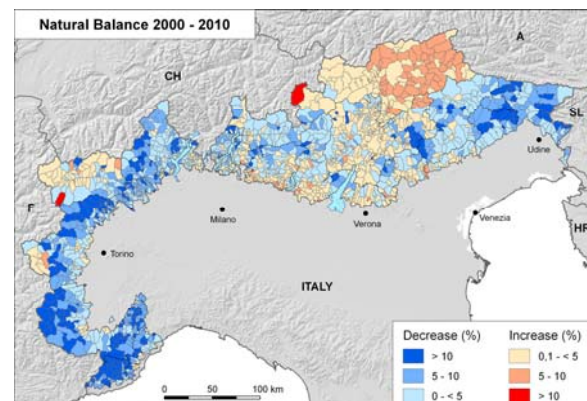 Natural Balance 2000 - 2010
A
CH
SL
Udine
F
Milano
Verona
Venezia
HR
Torino
ITALY
Decrease (%)
Increase (%)
> 10
0,1 - < 5
5 - 10
5 - 10
0 - < 5
> 10
0
50
100 km